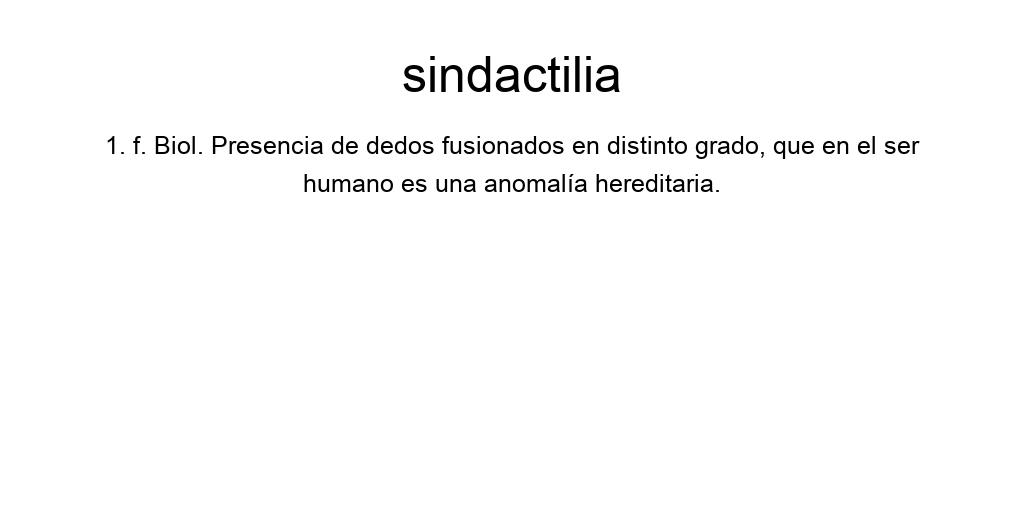 sindactilia
1. f. Biol. Presencia de dedos fusionados en distinto grado, que en el ser
humano es una anomalía hereditaria.